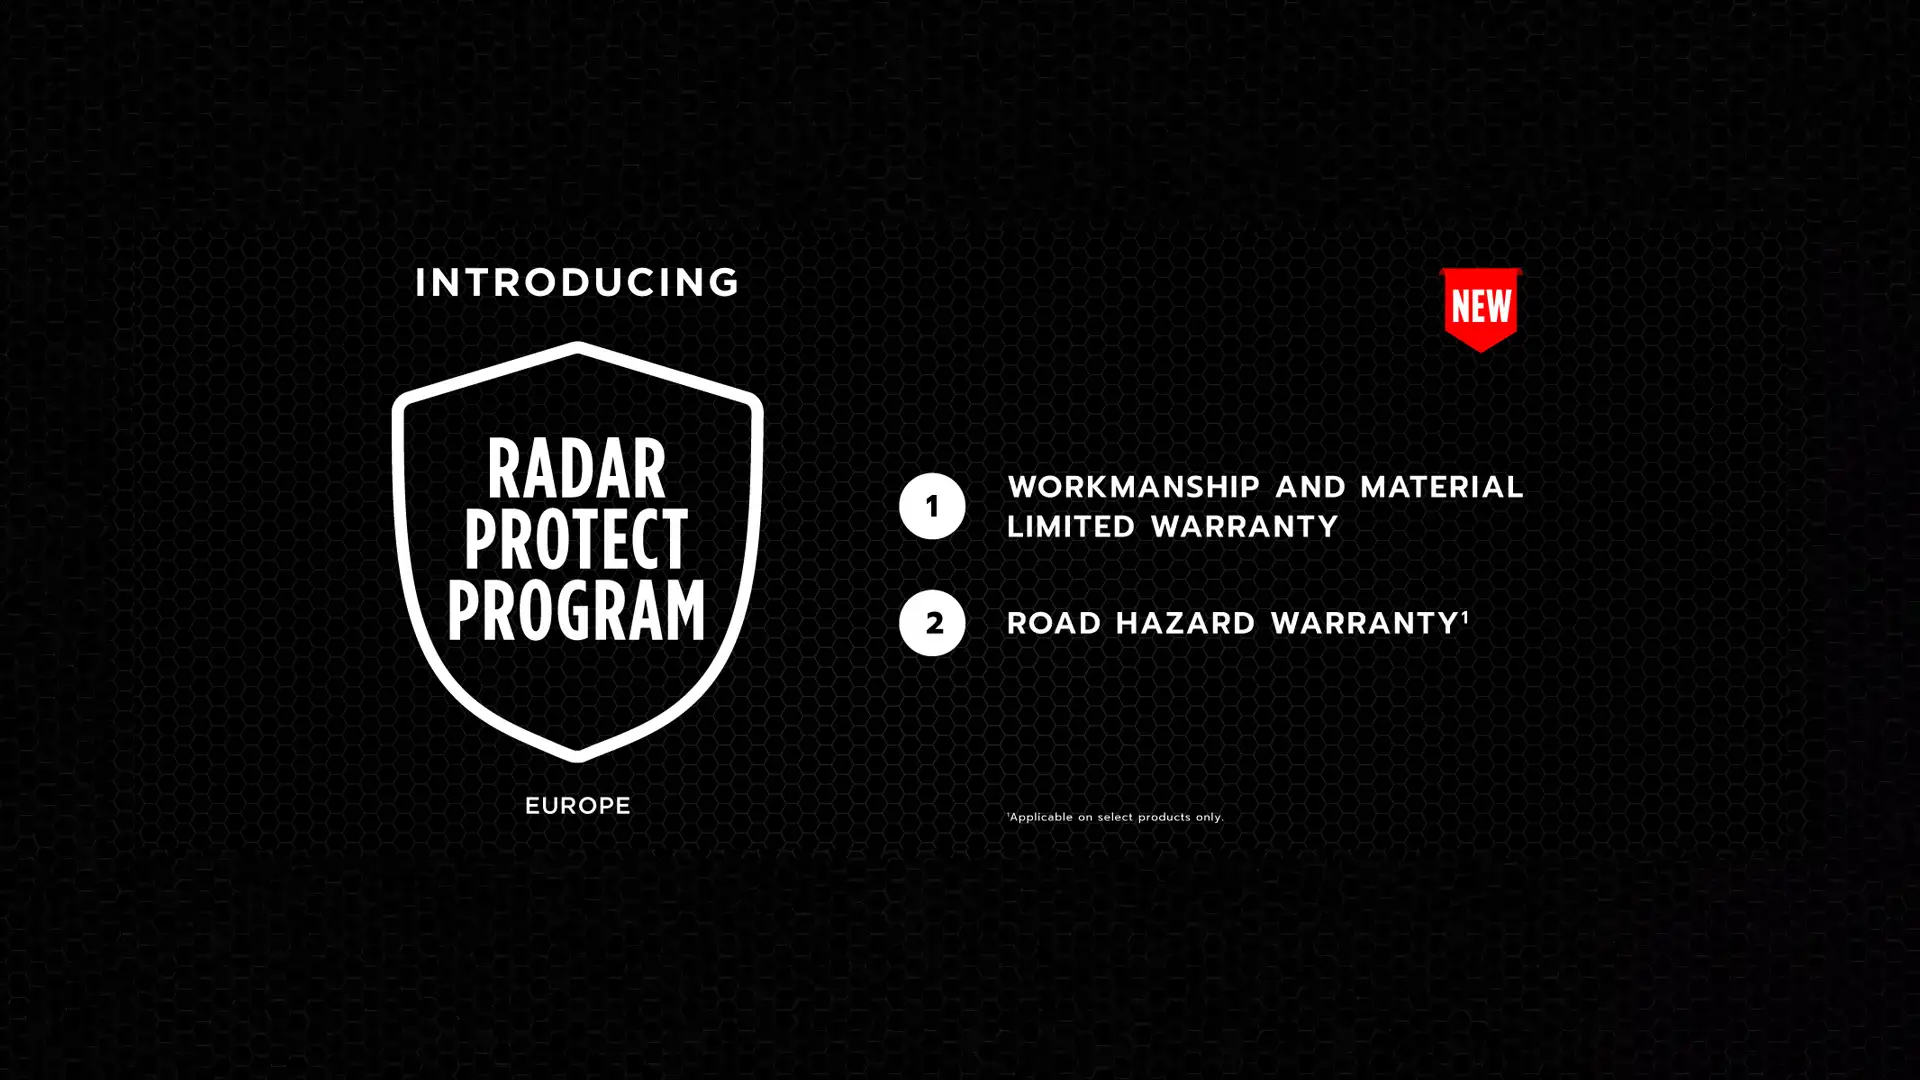 INTRODUCING
RADAR
PROTECT
PROGRAM
EUROPE
NEW
1
WORKMANSHIP AND MATERIAL
LIMITED WARRANTY
2
ROAD HAZARD WARRANTY¹
¹Applicable on select products only.